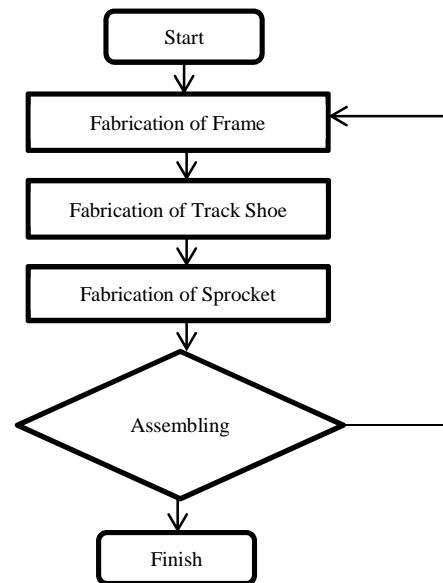 Start
Fabrication of Frame
Fabrication of Track Shoe
Fabrication of Sprocket
Assembling
Finish